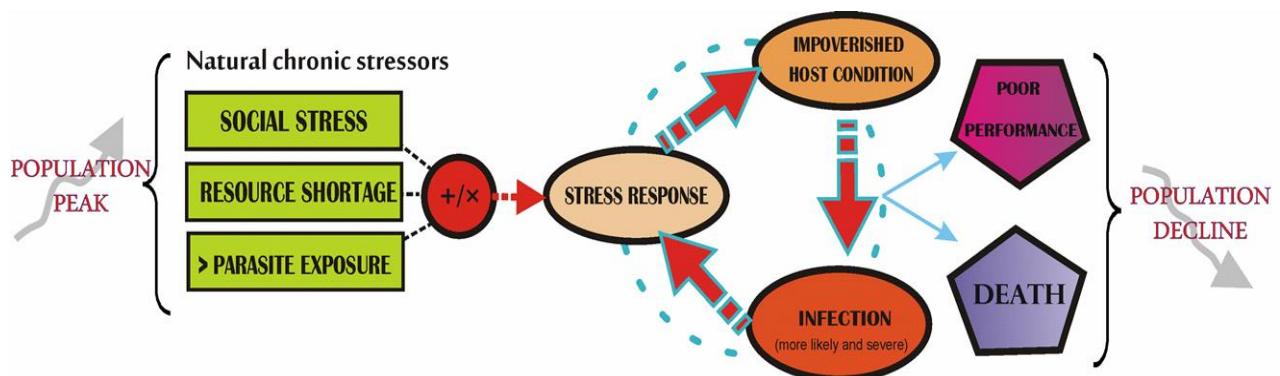 POPULATION
PEAK
Natural chronic stressors
SOCIAL STRESS
RESOURCE SHORTAGE
> PARASITE EXPOSURE
+/×
STRESS RESPONSE
IMPOVERISHED
HOST CONDITION
INFECTION
(more likely and severe)
POOR
PERFORMANCE
DEATH
POPULATION
DECLINE